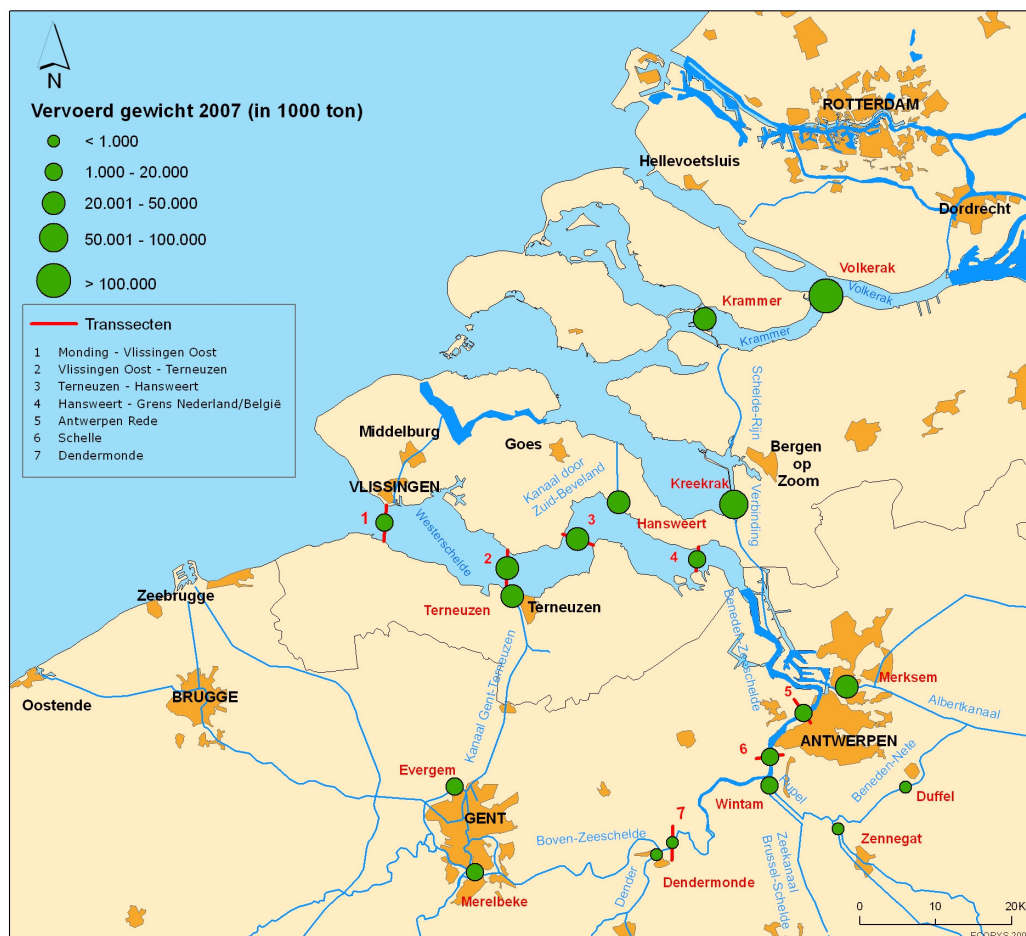 N
Vervoerd gewicht 2007 (in 1000 ton)
< 1.000
1.000 - 20.000
20.001 - 50.000
50.001 - 100.000
> 100.000
Transsecten
1 Monding - Vlissingen Oost
2 Vlissingen Oost - Terneuzen
3 Terneuzen - Hansweert
4 Hansweert - Grens Nederland/België
5 Antwerpen Rede
6 Schelle
7 Dendermonde
ROTTERDAM
Hellevoetsluis
Dordrecht
Volkerak
Volkerak
Krammer
Krammer
Schelde-Rijn
Verbinding
Middelburg
Goes
Bergen
op
Zoom
VLISSINGEN
Kanaal door
Zuid-Beveland
Kreekrak
Hansweert
1
Westerschelde
2
3
4
Zeebrugge
Terneuzen
Terneuzen
Beneden-Zeeschelde
Kanaal Gent-Terneuzen
Oostende
BRUGGE
Merksem
Albertkanaal
5
ANTWERPEN
6
Beneden-Nete
Evergem
Wintam
Rupel
Duffel
GENT
7
Boven-Zeeschelde
Zennegat
Zeekanaal
Brussel-Schelde
Dender
Dendermonde
Merelbeke
0 10 20K